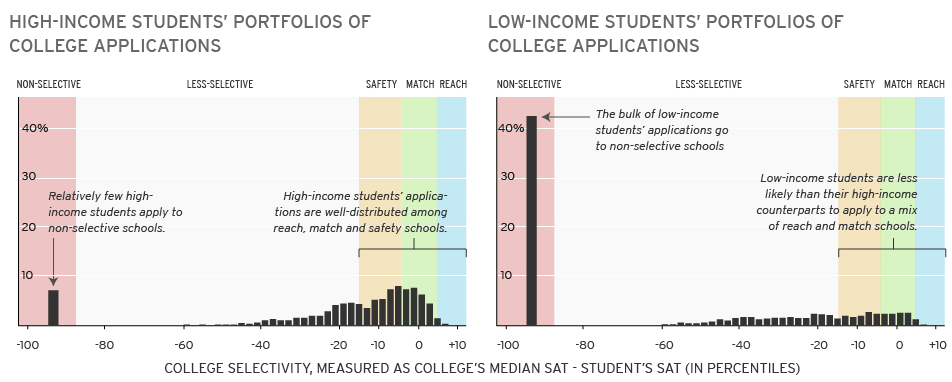 HIGH-INCOME STUDENTS’ PORTFOLIOS OF
COLLEGE APPLICATIONS
NON-SELECTIVE LESS-SELECTIVE SAFETY MATCH REACH
40%
30
Relatively few high-
income students apply to
non-selective schools.
High-income students’ applica-
tions are well-distributed among
reach, match and safety schools.
20
10
-100 -80 -60 -40 -20 -10 0 +10
LOW-INCOME STUDENTS’ PORTFOLIOS OF
COLLEGE APPLICATIONS
NON-SELECTIVE LESS-SELECTIVE SAFETY MATCH REACH
40%
The bulk of low-income
students’ applications go
to non-selective schools
30
Low-income students are less
likely than their high-income
counterparts to apply to a mix
of reach and match schools.
20
10
-100 -80 -60 -40 -20 -10 0 +10
COLLEGE SELECTIVITY, MEASURED AS COLLEGE’S MEDIAN SAT - STUDENT’S SAT (IN PERCENTILES)